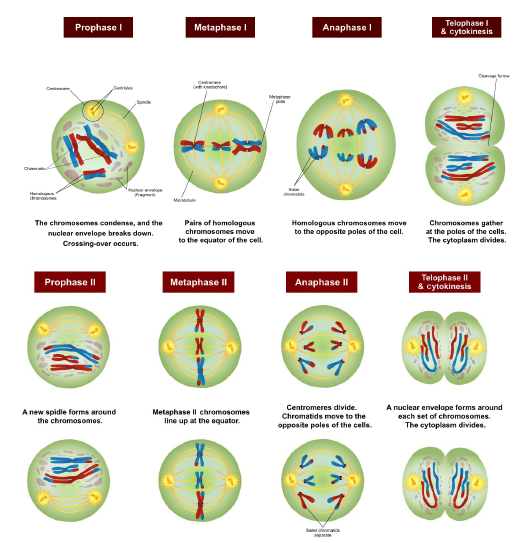 Prophase I
Metaphase I
Anaphase I
Telophase I
& cytokinesis
Centrosome
Centrioles
Spindle
Chiasmata
Homologous
chromosomes
Nuclear envelope
(Fragment)
Centromere
(with kinetochore)
Metaphase
plate
Microtubule
Sister
chromatids
Cleavage furrow
The chromosomes condense, and the
nuclear envelope breaks down.
Crossing-over occurs.
Pairs of homologous
chromosomes move
to the equator of the cell.
Homologous chromosomes move
to the opposite poles of the cell.
Chromosomes gather
at the poles of the cells.
The cytoplasm divides.
Prophase II
Metaphase II
Anaphase II
Telophase II
& cytokinesis
A new spidle forms around
the chromosomes.
Metaphase II chromosomes
line up at the equator.
Centromeres divide.
Chromatids move to the
opposite poles of the cells.
A nuclear envelope forms around
each set of chromosomes.
The cytoplasm divides.
Sister chromatids
separate